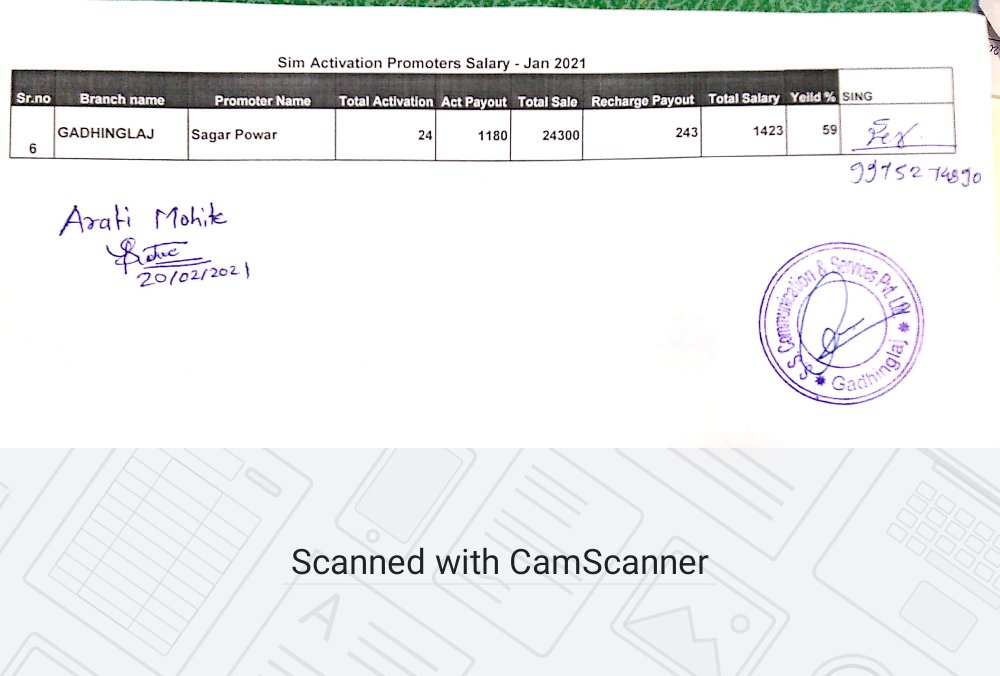 Sim Activation Promoters Salary - Jan 2021
Sr.no Branch name Promoter Name Total Activation Act Payout Total Sale Recharge Payout Total Salary Yeild % SING
6 GADHINGLAJ Sagar Powar 24 1180 24300 243 1423 59
9975274890
Arati Mohite
20/02/2021
S S Communication & Services Pvt Ltd
Gadhinglaj
Scanned with CamScanner